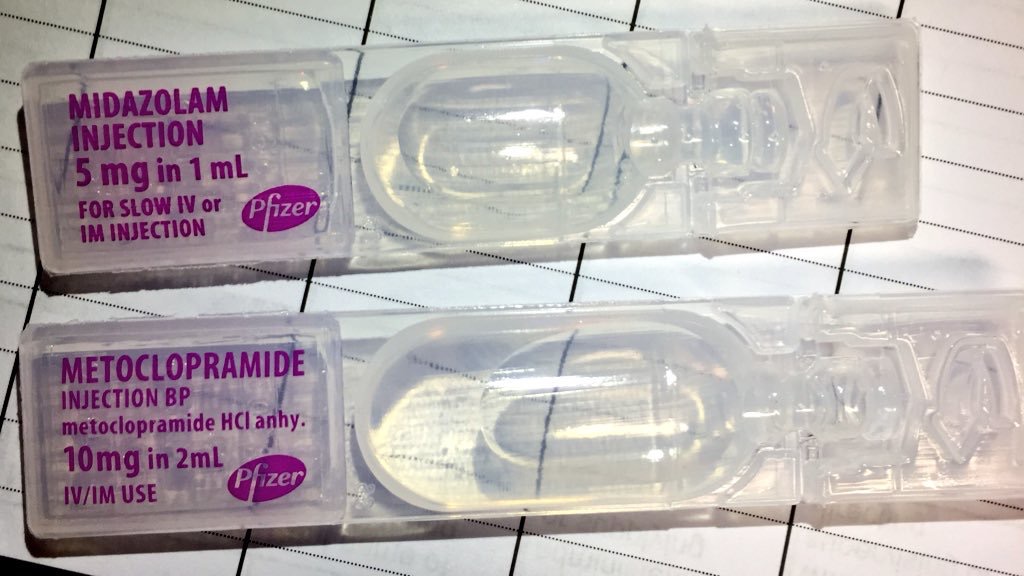 MIDAZOLAM
INJECTION
5 mg in 1 mL
FOR SLOW IV or
IM INJECTION
Pfizer
METOCLOPRAMIDE
INJECTION BP
metoclopramide HCl anhy.
10mg in 2mL
IV/IM USE
Pfizer